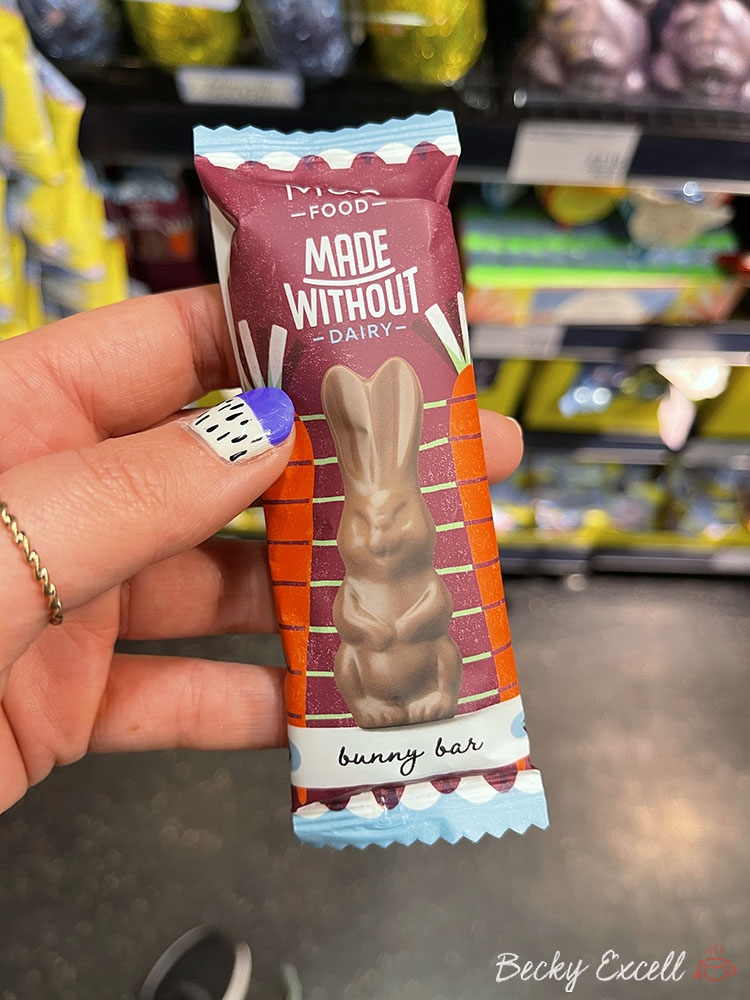 M&S
—FOOD—
MADE
WITHOUT
—DAIRY—
bunny bar
Becky Excell